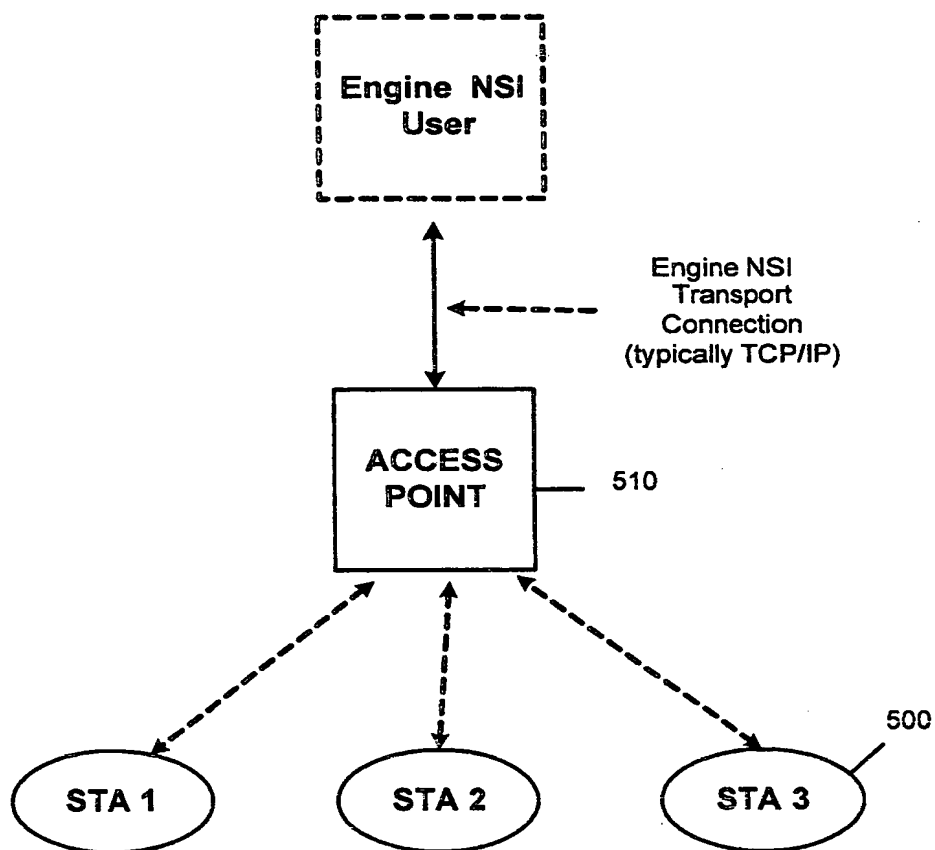 Engine NSI
User
Engine NSI
Transport
Connection
(typically TCP/IP)
ACCESS
POINT
510
500
STA 1
STA 2
STA 3